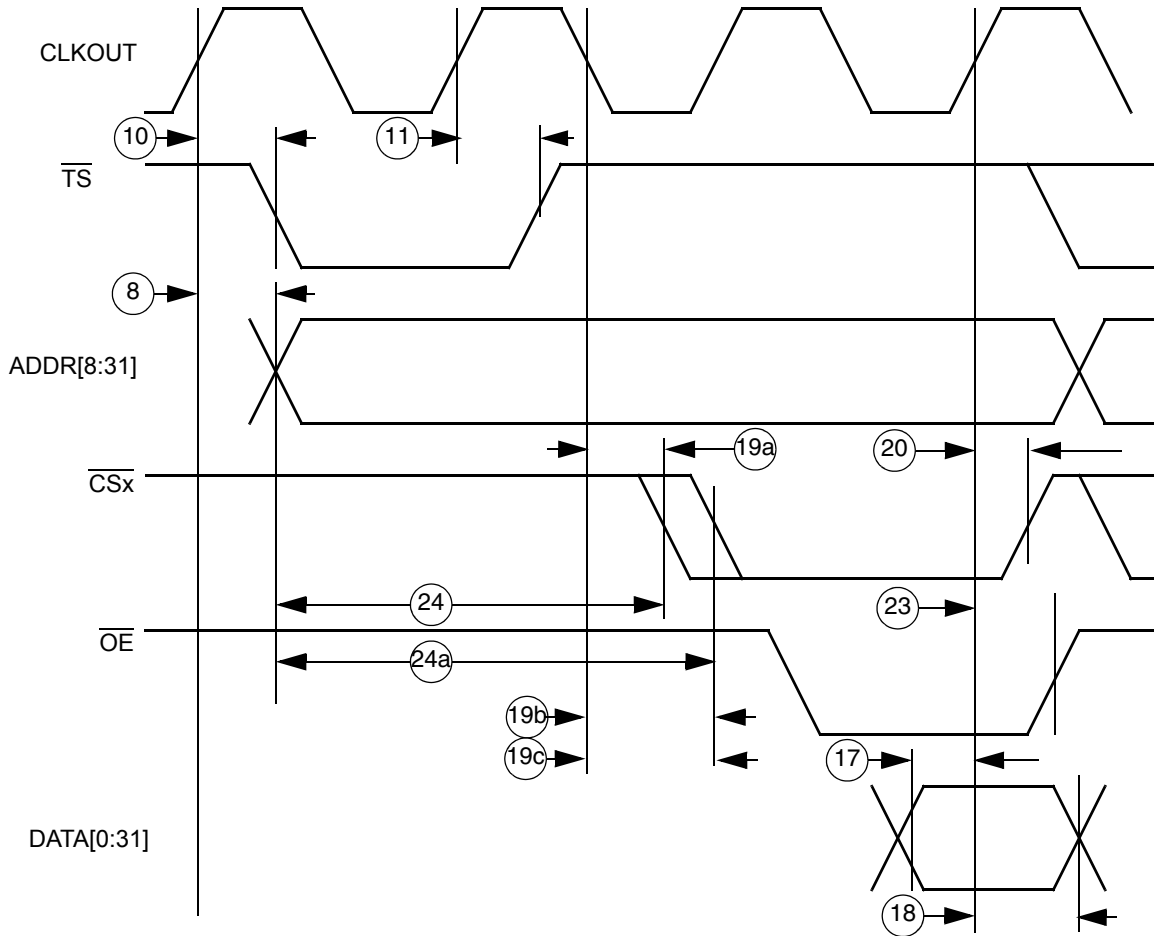 CLKOUT
10
11
TS
8
ADDR[8:31]
19a
20
CSx
24
23
OE
24a
19b
19c
17
DATA[0:31]
18